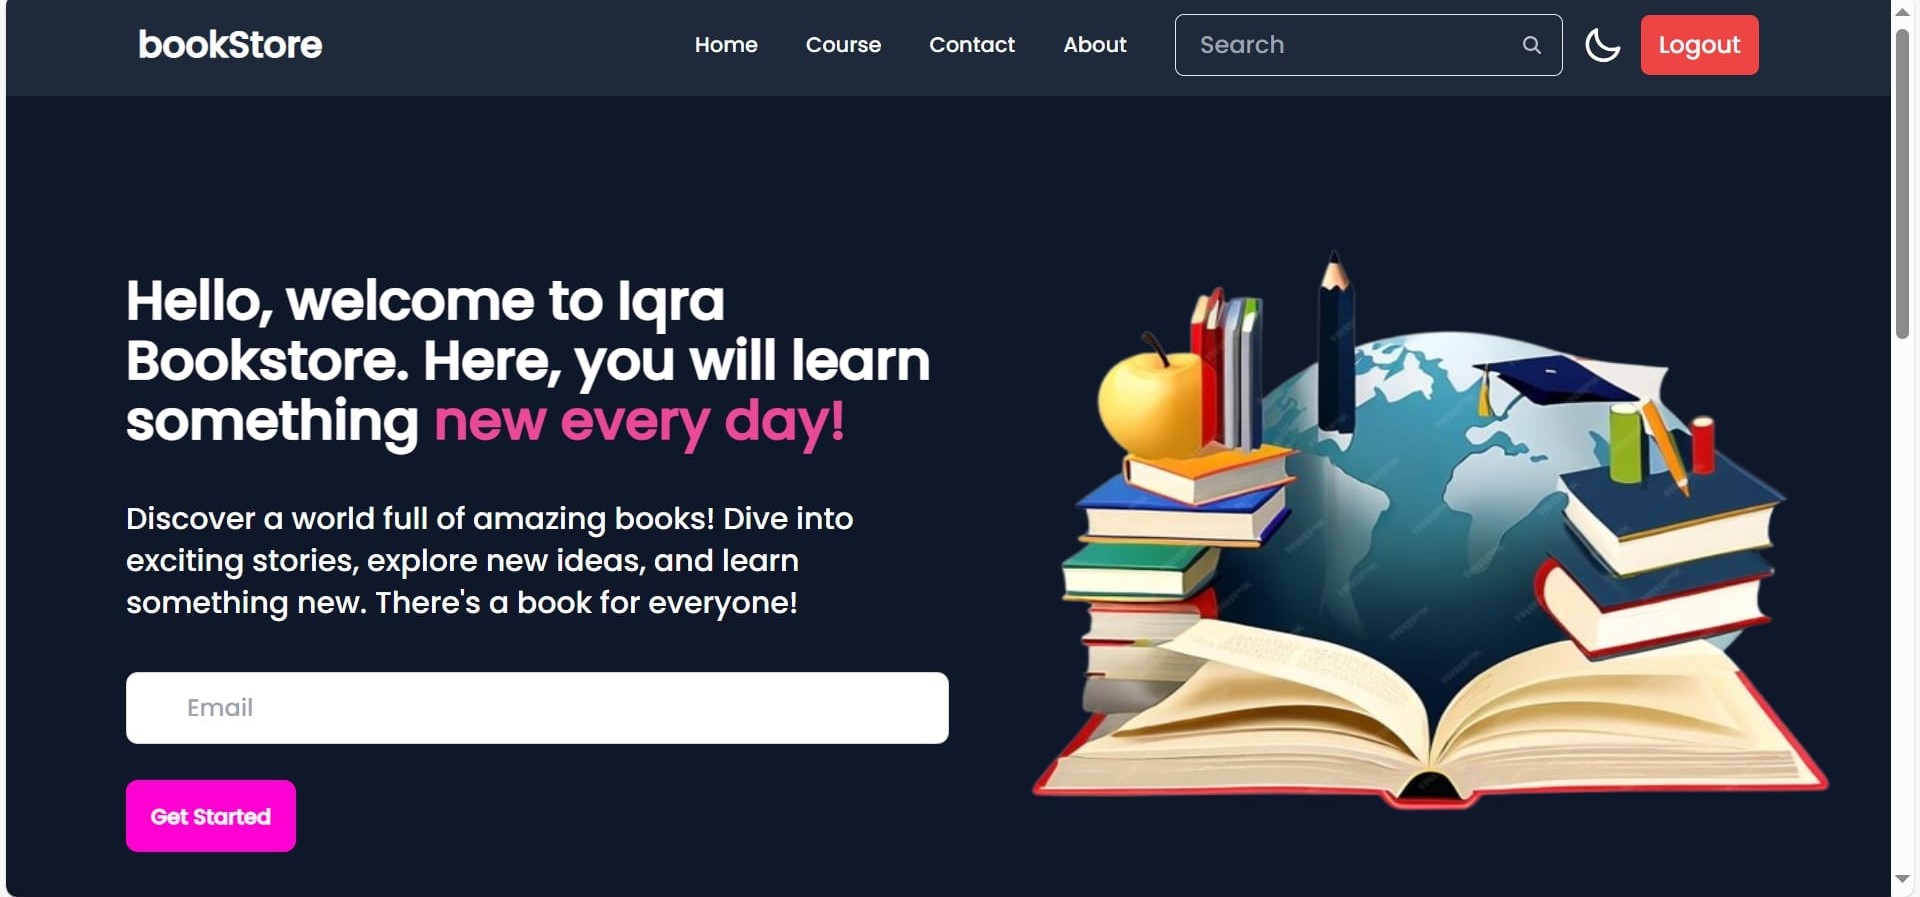 bookStore
Home
Course
Contact
About
Search
Logout
Hello, welcome to Iqra
Bookstore. Here, you will learn
something new every day!
Discover a world full of amazing books! Dive into
exciting stories, explore new ideas, and learn
something new. There's a book for everyone!
Email
Get Started